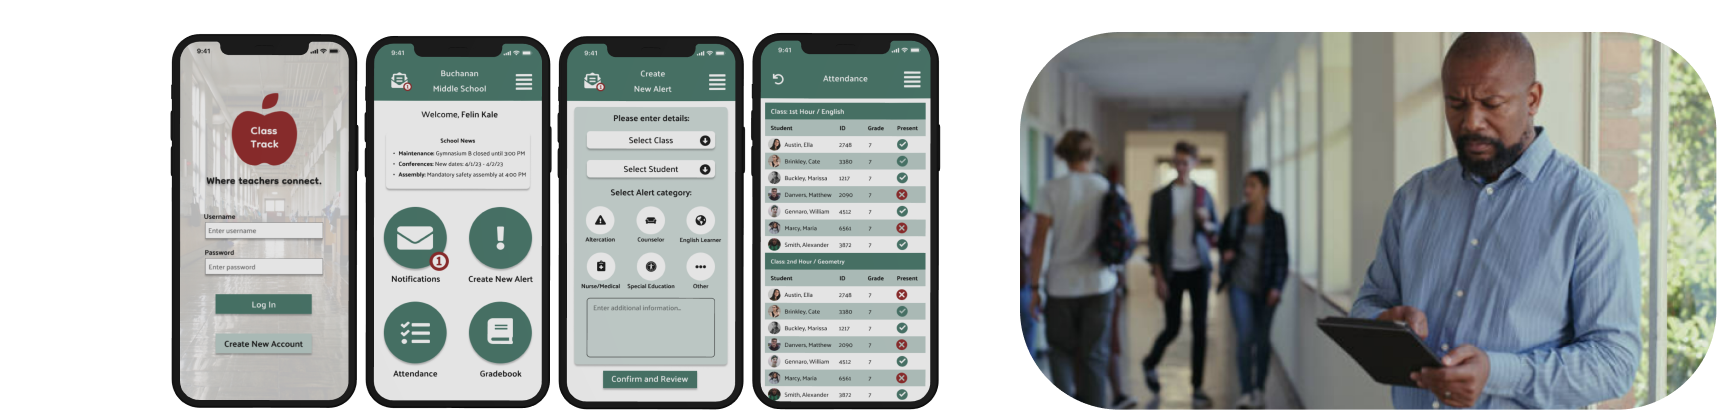 9:41
Class
Track
Where teachers connect.
Username
Enter username
Password
Enter password
Log In
Create New Account
9:41
Buchanan
Middle School
1
Welcome, Felin Kale
School News
• Maintenance: Gymnasium B closed until 3:00 PM
• Conferences: New dates: 4/1/23 - 4/2/23
• Assembly: Mandatory safety assembly at 4:00 PM
1
Notifications
Create New Alert
Attendance
Gradebook
9:41
Create
New Alert
1
Please enter details:
Select Class
Select Student
Select Alert category:
Altercation Counselor English Learner
Nurse/Medical Special Education Other
Enter additional information..
Confirm and Review
9:41
Attendance
Class: 1st Hour / English
Student ID Grade Present
Austin, Ella 2748 7
Brinkley, Cate 3380 7
Buckley, Marissa 1217 7
Danvers, Matthew 2090 7
Gennaro, William 4512 7
Marcy, Maria 6561 7
Smith, Alexander 3872 7
Class: 2nd Hour / Geometry
Student ID Grade Present
Austin, Ella 2748 7
Brinkley, Cate 3380 7
Buckley, Marissa 1217 7
Danvers, Matthew 2090 7
Gennaro, William 4512 7
Marcy, Maria 6561 7
Smith, Alexander 3872 7